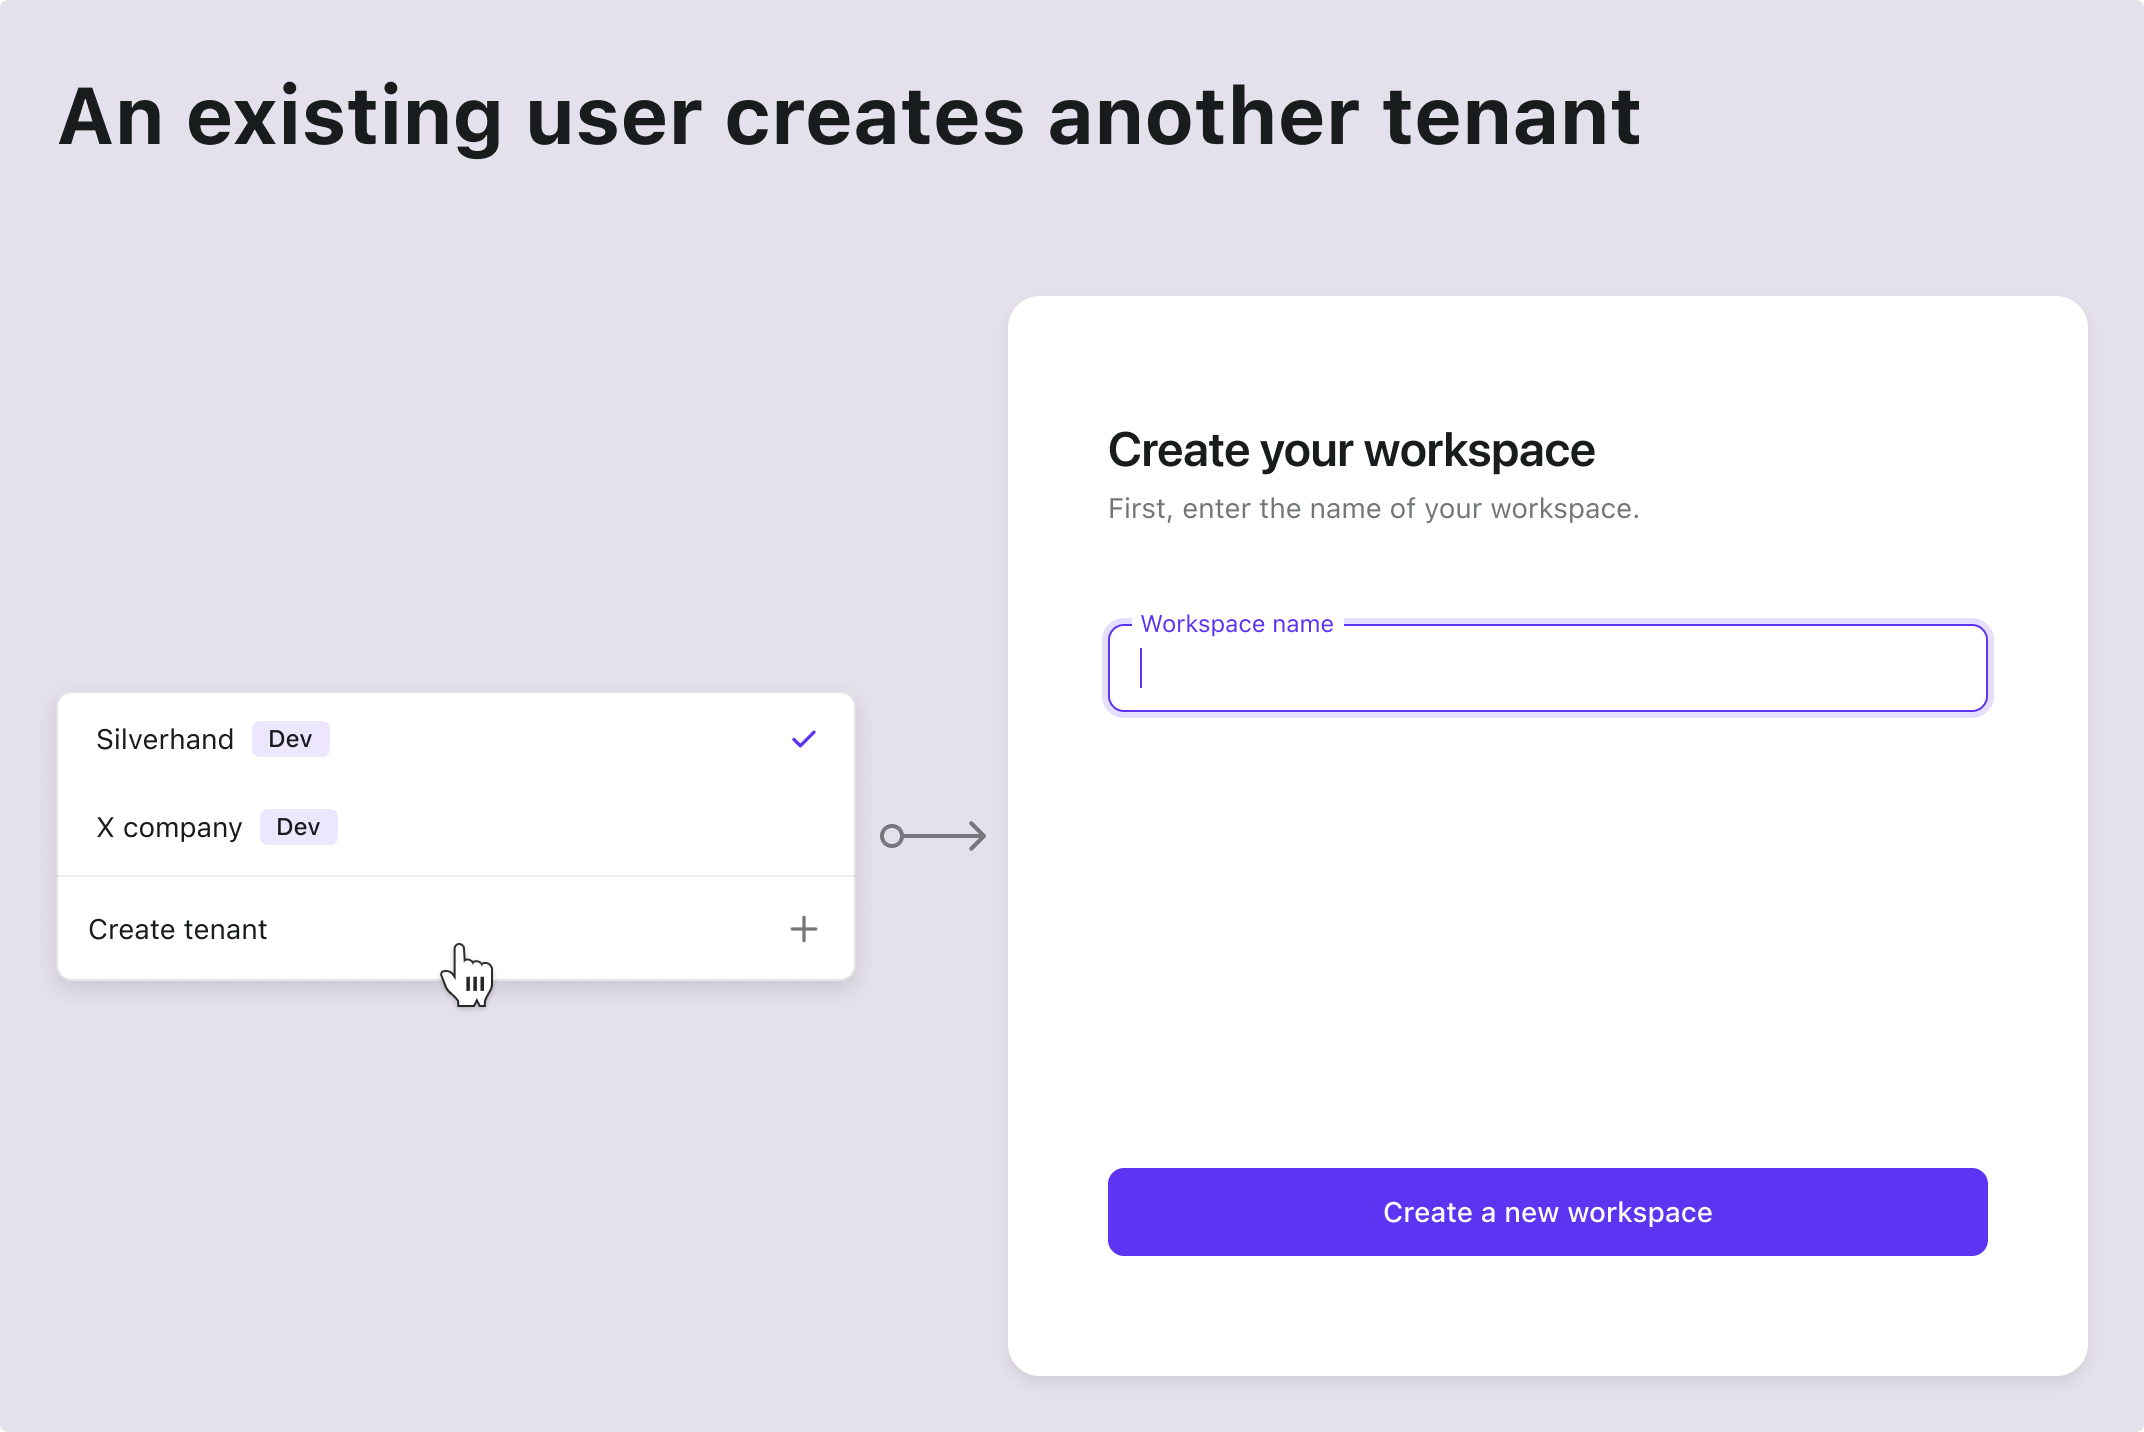 An existing user creates another tenant
Silverhand Dev
X company Dev
Create tenant
Create your workspace
First, enter the name of your workspace.
Workspace name
Create a new workspace